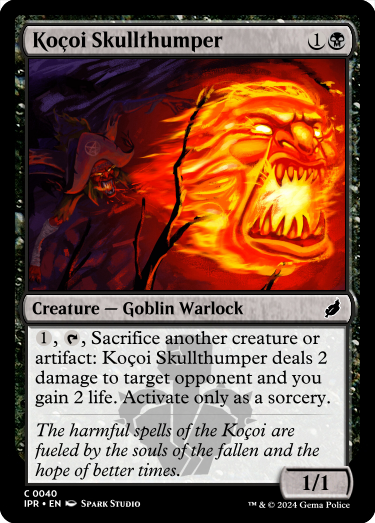 Koçoi Skullthumper 1
Creature — Goblin Warlock
1, Sacrifice another creature or
artifact: Koçoi Skullthumper deals 2
damage to target opponent and you
gain 2 life. Activate only as a sorcery.
The harmful spells of the Koçoi are
fueled by the souls of the fallen and the
hope of better times.
1/1
C 0040
IPR • EN Spark Studio
™ & © 2024 Gema Police